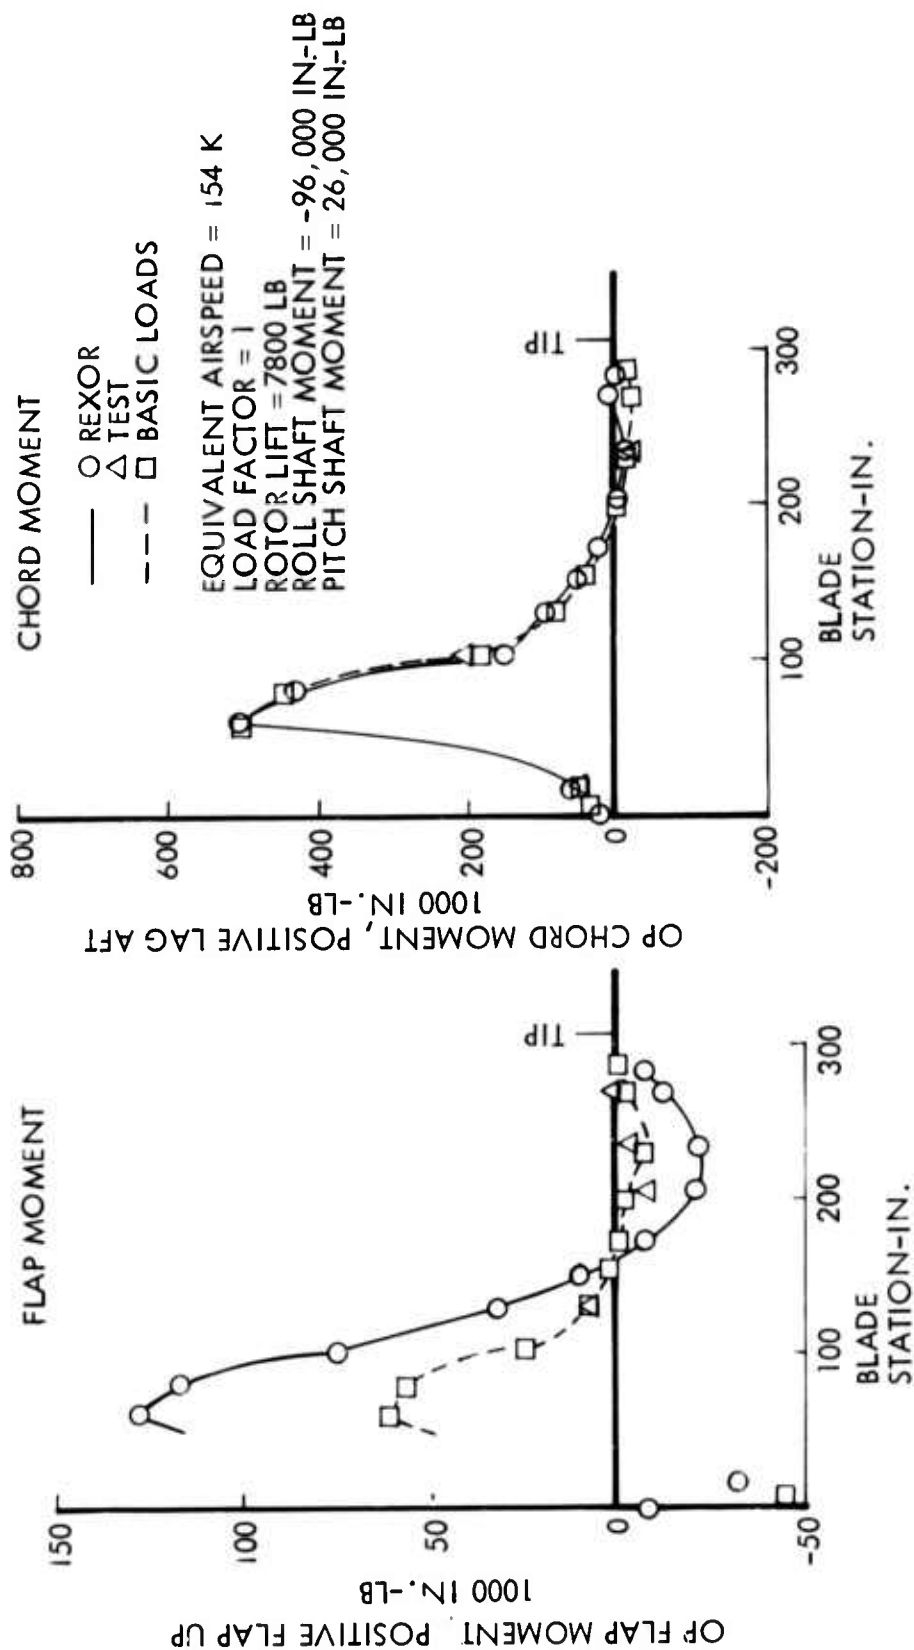 FLAP MOMENT
OP FLAP MOMENT, POSITIVE FLAP UP
1000 IN.-LB
150
100
50
0
-50
100
200
300
TIP
BLADE
STATION-IN.
CHORD MOMENT
REXOR
TEST
BASIC LOADS
EQUIVALENT AIRSPEED = 154 K
LOAD FACTOR = 1
ROTOR LIFT = 7800 LB
ROLL SHAFT MOMENT = -96,000 IN.-LB
PITCH SHAFT MOMENT = 26,000 IN.-LB
OP CHORD MOMENT, POSITIVE LAG AFT
1000 IN.-LB
800
600
400
200
0
-200
100
200
300
TIP
BLADE
STATION-IN.